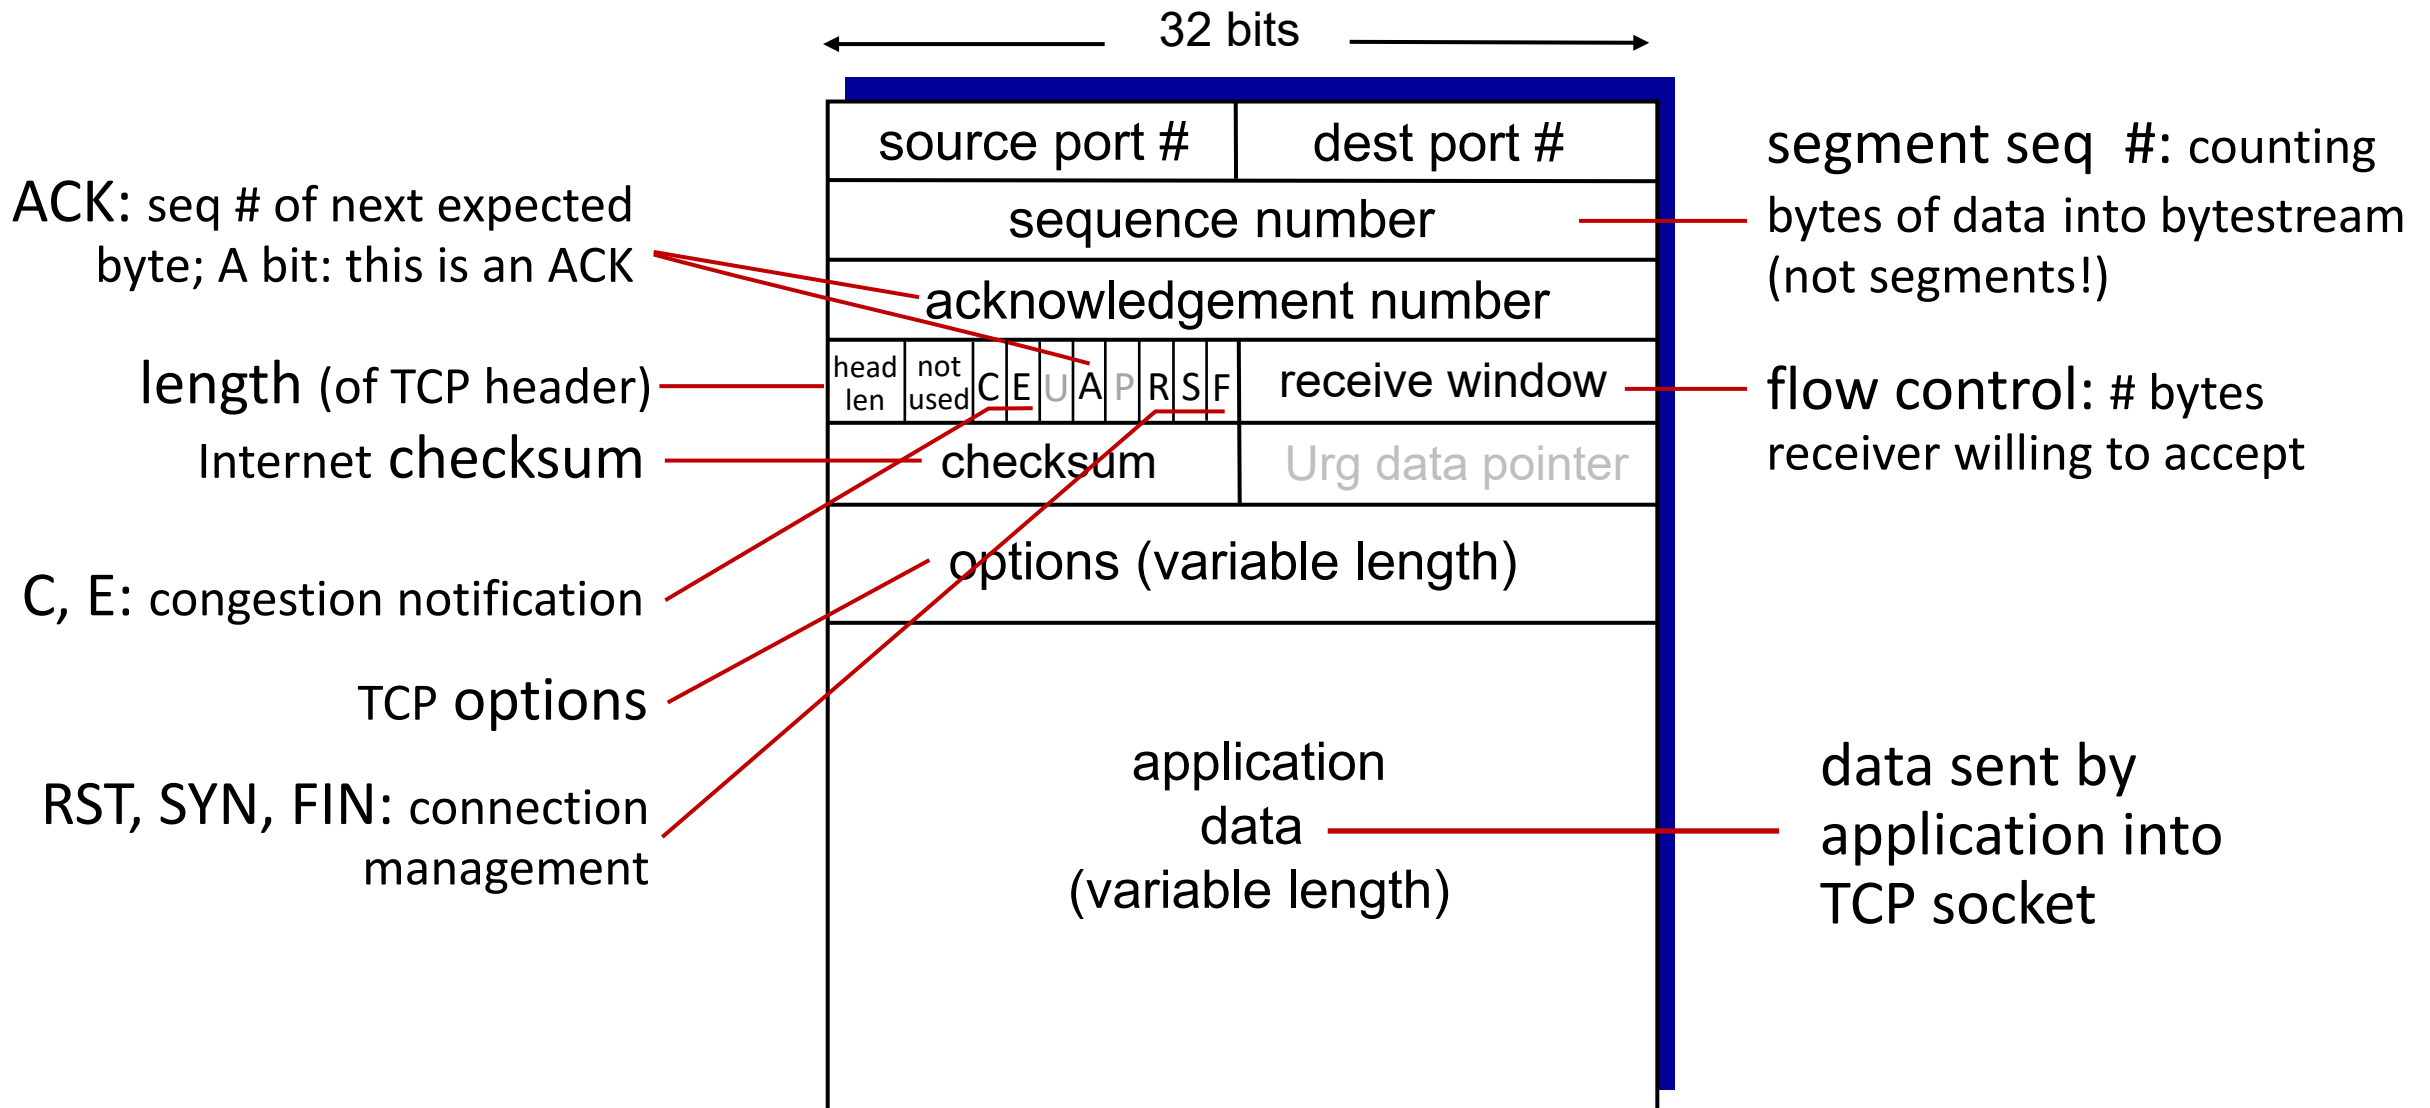 32 bits
source port #
dest port #
sequence number
acknowledgement number
head
len
not
used
C
E
U
A
P
R
S
F
receive window
checksum
Urg data pointer
options (variable length)
application
data
(variable length)
ACK: seq # of next expected
byte; A bit: this is an ACK
length (of TCP header)
Internet checksum
C, E: congestion notification
TCP options
RST, SYN, FIN: connection
management
segment seq #: counting
bytes of data into bytestream
(not segments!)
flow control: # bytes
receiver willing to accept
data sent by
application into
TCP socket